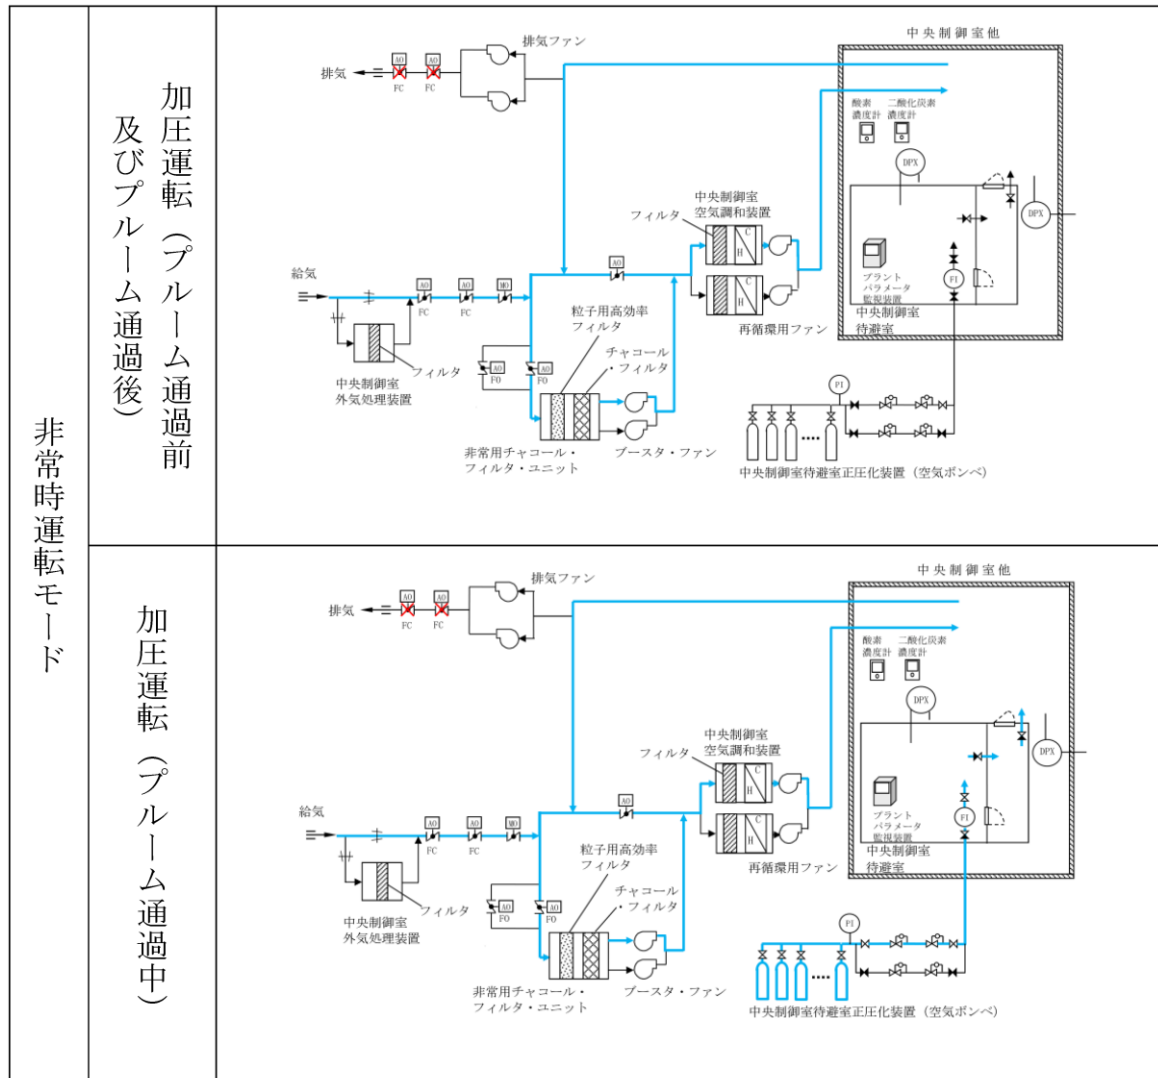 非常時運転モード
加圧運転(プルーム通過前
及びプルーム通過後)
中央制御室他
排気ファン
排気
AO
AO
FC
FC
酸素
濃度計
二酸化炭素
濃度計
DPX
DPX
中央制御室
空気調和装置
フィルタ
C
H
C
H
再循環用ファン
プラント
パラメータ
監視装置
FI
中央制御室
待避室
給気
AO
AO
MO
FC
FC
AO
フィルタ
中央制御室
外気処理装置
粒子用高効率
フィルタ
チャコール
・フィルタ
AO
FO
AO
FO
非常用チャコール・
フィルタ・ユニット
ブースタ・ファン
PI
中央制御室待避室正圧化装置(空気ボンベ)
加圧運転(プルーム通過中)
中央制御室他
排気ファン
排気
AO
AO
FC
FC
酸素
濃度計
二酸化炭素
濃度計
DPX
DPX
中央制御室
空気調和装置
フィルタ
C
H
C
H
再循環用ファン
プラント
パラメータ
監視装置
FI
中央制御室
待避室
給気
AO
AO
MO
FC
FC
AO
フィルタ
中央制御室
外気処理装置
粒子用高効率
フィルタ
チャコール
・フィルタ
AO
FO
AO
FO
非常用チャコール・
フィルタ・ユニット
ブースタ・ファン
PI
中央制御室待避室正圧化装置(空気ボンベ)